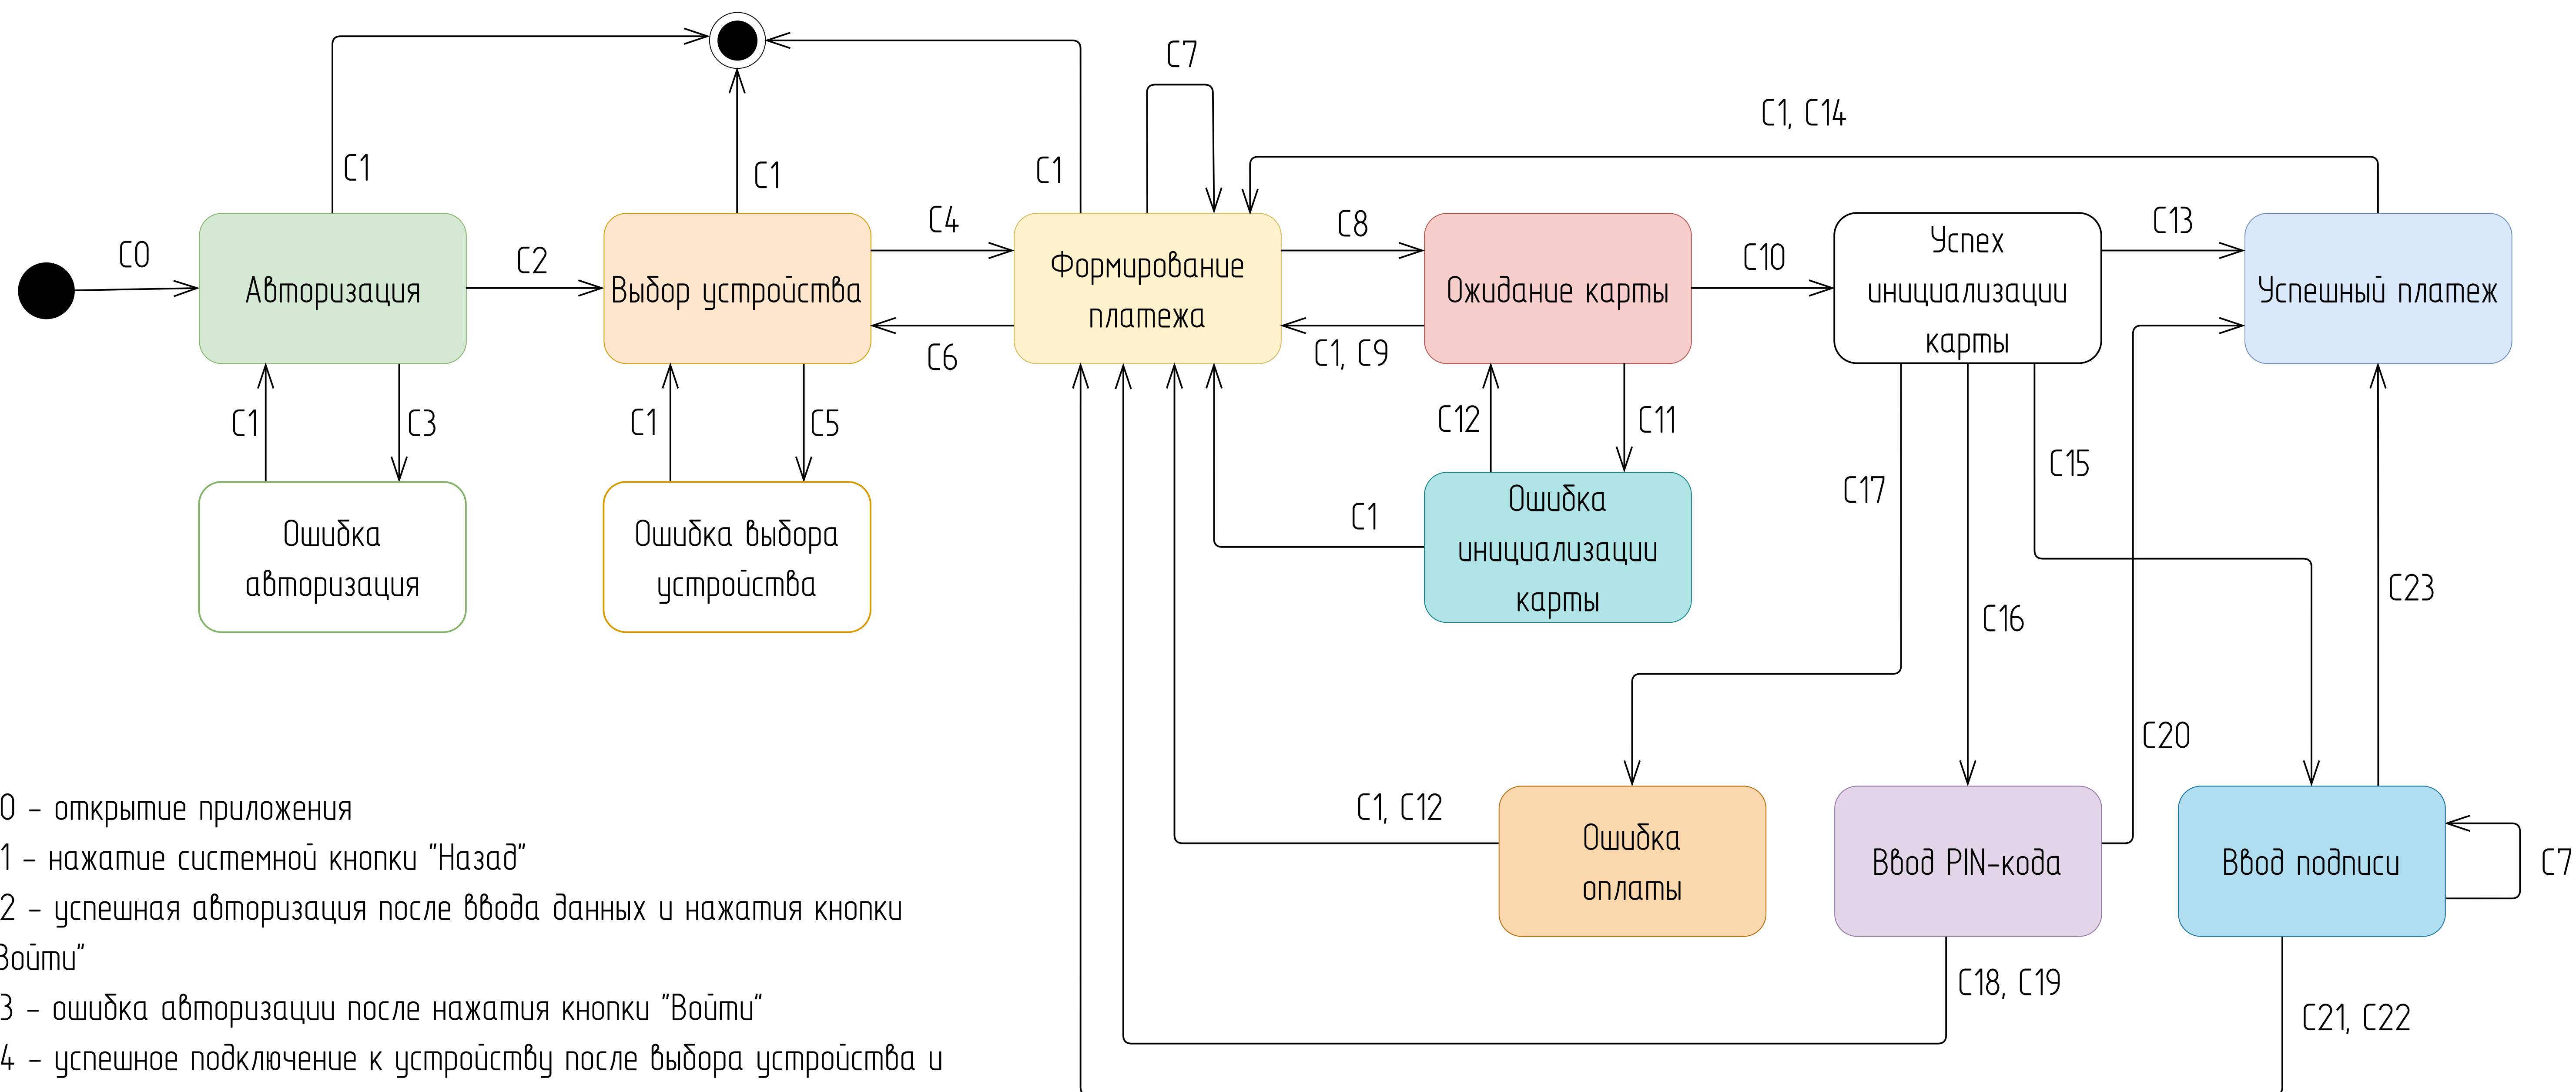 C7
C1, C14
C1
C1
C1
C0
C2
C4
C8
C10
C13
Авторизация
Выбор устройства
Формирование
платежа
Ожидание карты
Успех
инициализации
карты
Успешный платеж
C6
C1, C9
C1
C3
C1
C5
C12
C11
C15
C17
Ошибка
авторизация
Ошибка выбора
устройства
C1
Ошибка
инициализации
карты
C16
C23
C20
C1, C12
Ошибка
оплаты
Ввод PIN-кода
Ввод подписи
C7
C18, C19
C21, C22
0 - открытие приложения
1 - нажатие системной кнопки "Назад"
2 - успешная авторизация после ввода данных и нажатия кнопки
Войти"
3 - ошибка авторизации после нажатия кнопки "Войти"
4 - успешное подключение к устройству после выбора устройства и